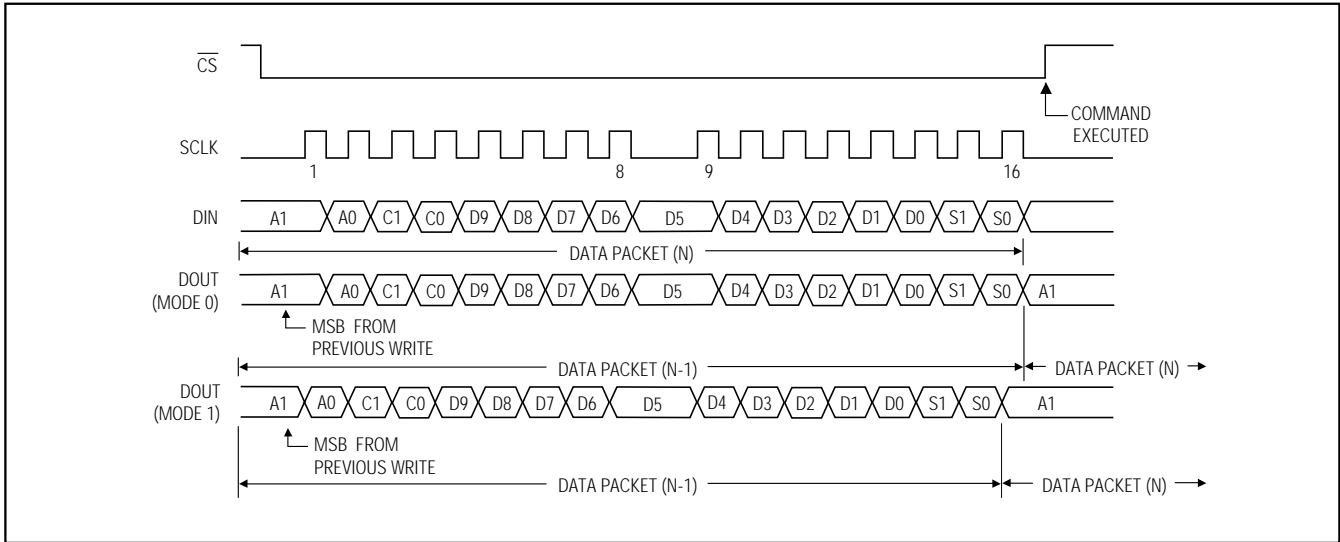 CS
COMMAND
EXECUTED
SCLK
1 8 9 16
DIN A1 A0 C1 C0 D9 D8 D7 D6 D5 D4 D3 D2 D1 D0 S1 S0
DATA PACKET (N)
DOUT
(MODE 0) A1 A0 C1 C0 D9 D8 D7 D6 D5 D4 D3 D2 D1 D0 S1 S0 A1
MSB FROM
PREVIOUS WRITE
DATA PACKET (N-1) DATA PACKET (N)
DOUT
(MODE 1) A1 A0 C1 C0 D9 D8 D7 D6 D5 D4 D3 D2 D1 D0 S1 S0 A1
MSB FROM
PREVIOUS WRITE
DATA PACKET (N-1) DATA PACKET (N)